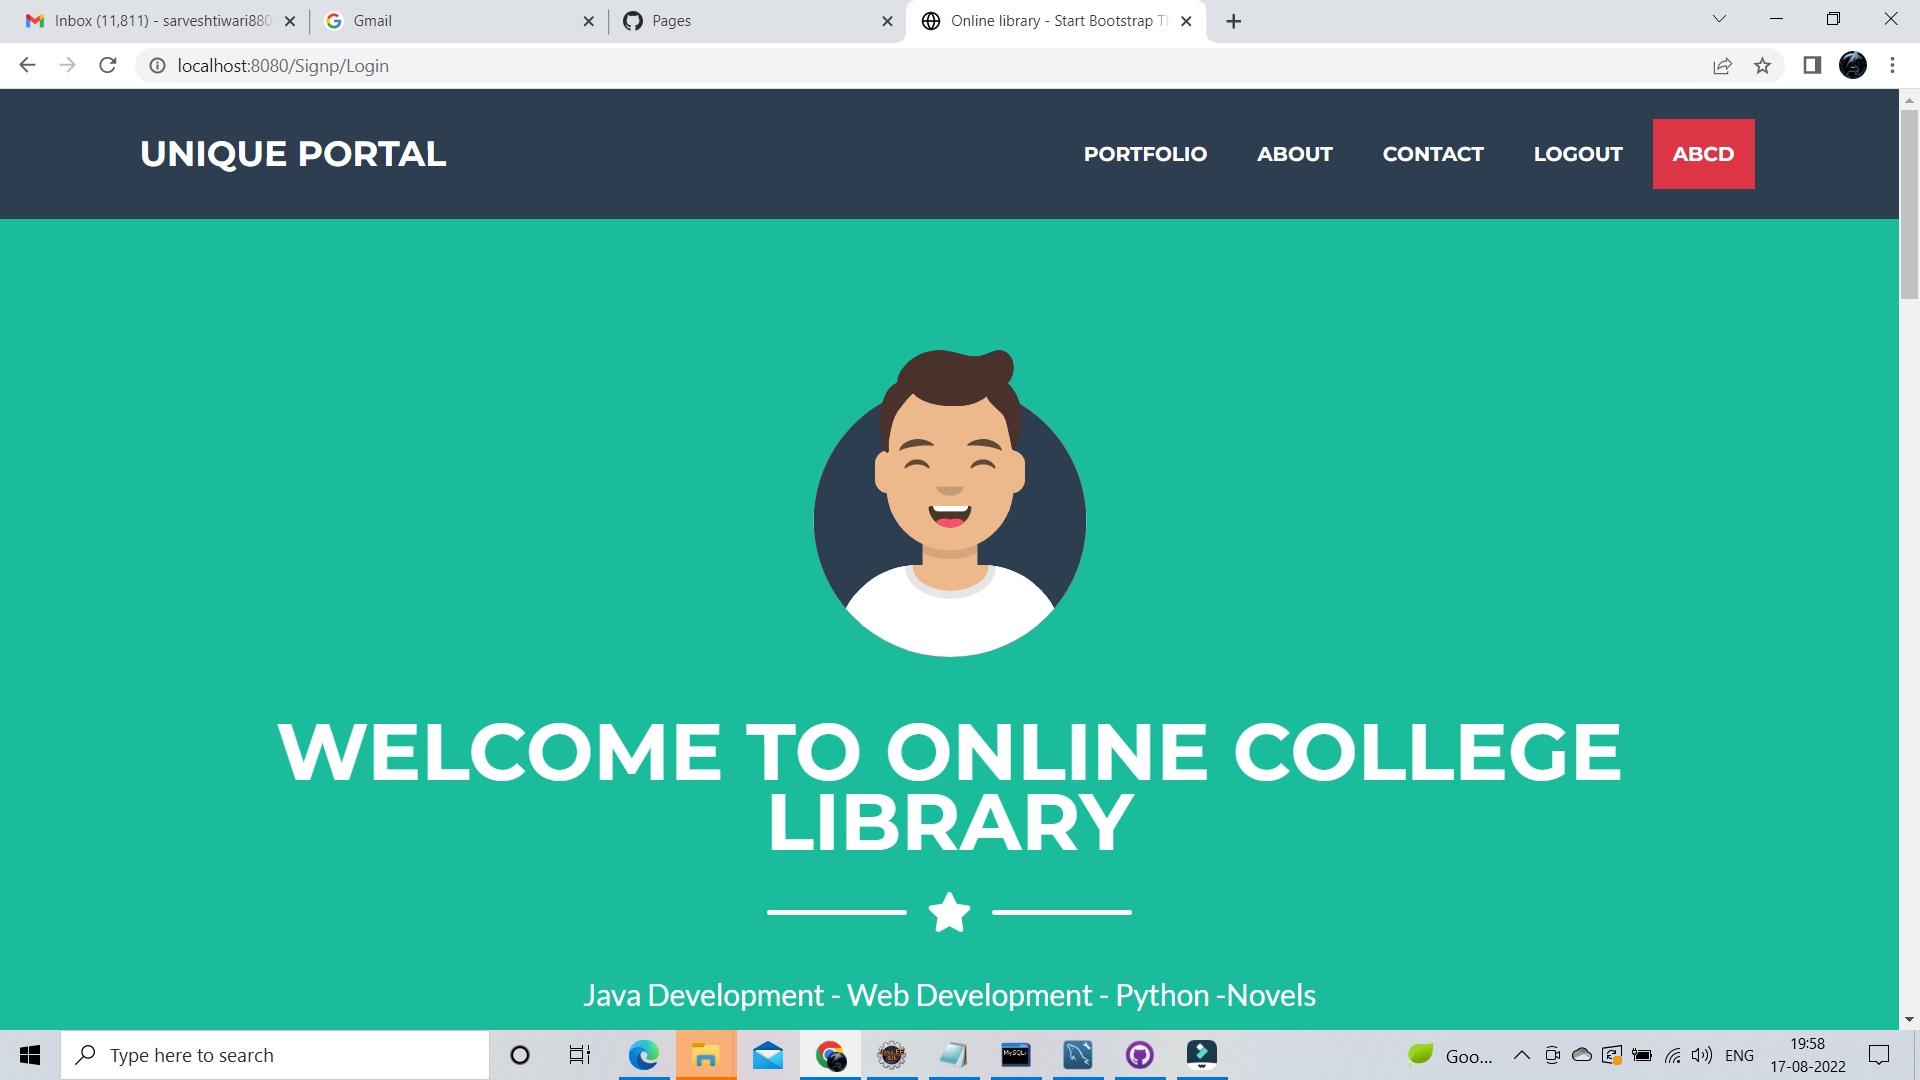 Inbox (11,811) - sarveshtiwari880
Gmail
Pages
Online library - Start Bootstrap Th
localhost:8080/Signp/Login
UNIQUE PORTAL
PORTFOLIO
ABOUT
CONTACT
LOGOUT
ABCD
WELCOME TO ONLINE COLLEGE
LIBRARY
Java Development - Web Development - Python -Novels
Type here to search
MySQL
Goo...
ENG
19:58
17-08-2022